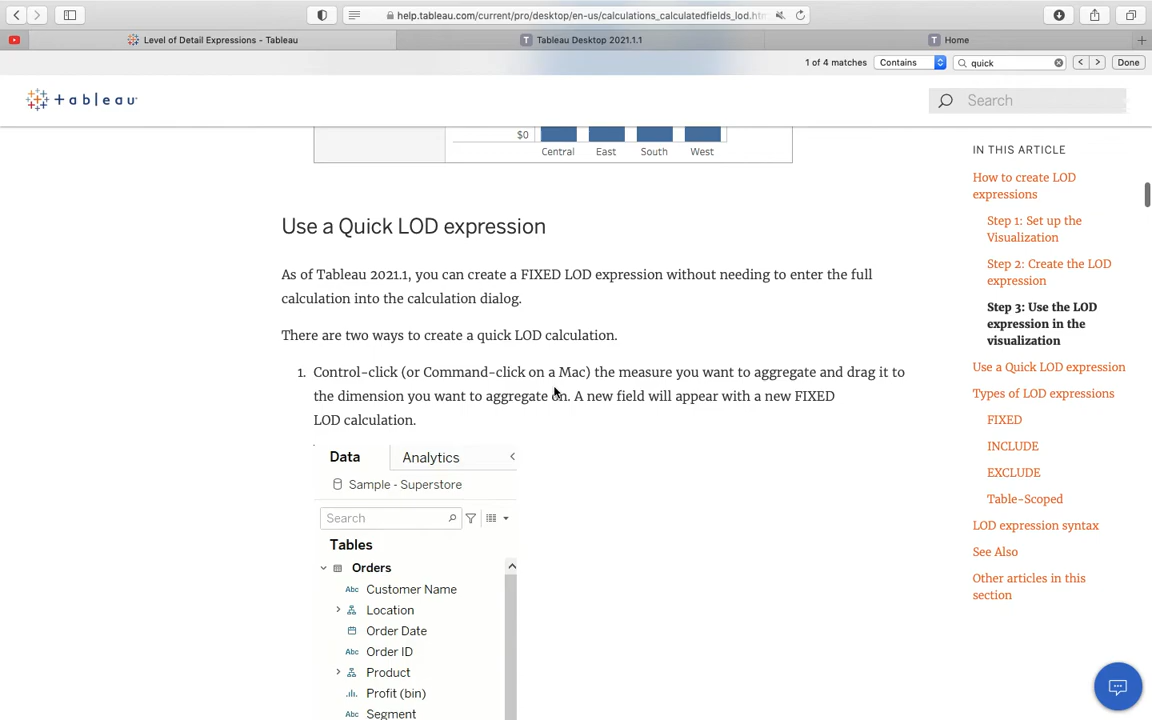 help.tableau.com/current/pro/desktop/en-us/calculations_calculatedfields_lod.htm
Level of Detail Expressions - Tableau
Tableau Desktop 2021.1.1
Home
1 of 4 matches
Contains
quick
Done
tableau
Search
$0
Central
East
South
West
Use a Quick LOD expression
As of Tableau 2021.1, you can create a FIXED LOD expression without needing to enter the full
calculation into the calculation dialog.
There are two ways to create a quick LOD calculation.
1. Control-click (or Command-click on a Mac) the measure you want to aggregate and drag it to
the dimension you want to aggregate on. A new field will appear with a new FIXED
LOD calculation.
Data
Analytics
Sample - Superstore
Search
Tables
Orders
Abc Customer Name
Location
Order Date
Abc Order ID
Product
Profit (bin)
Abc Segment
IN THIS ARTICLE
How to create LOD
expressions
Step 1: Set up the
Visualization
Step 2: Create the LOD
expression
Step 3: Use the LOD
expression in the
visualization
Use a Quick LOD expression
Types of LOD expressions
FIXED
INCLUDE
EXCLUDE
Table-Scoped
LOD expression syntax
See Also
Other articles in this
section